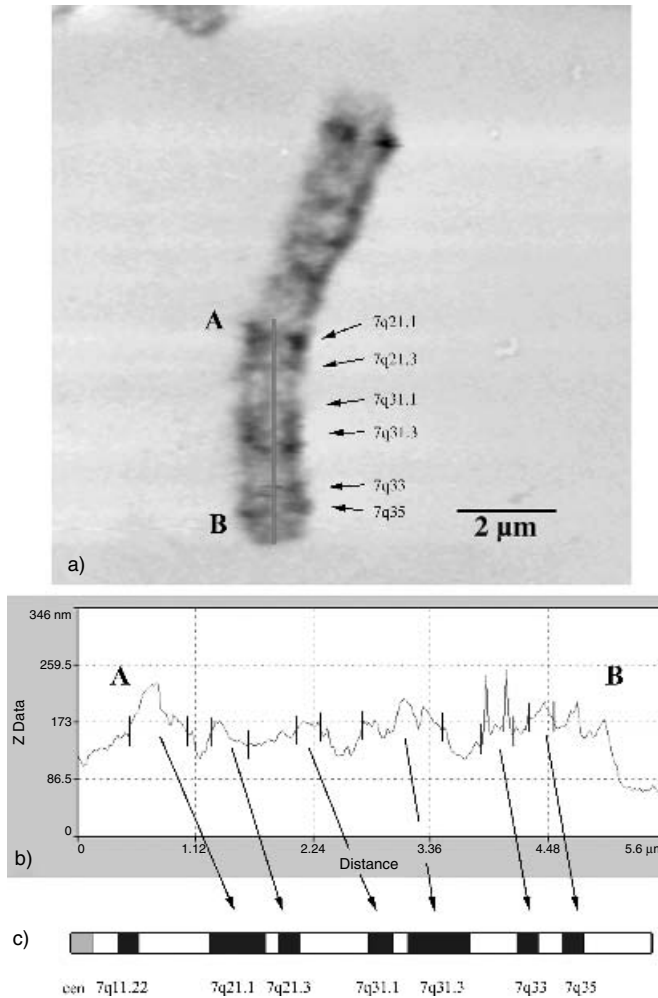 A
7q21.1
7q21.3
7q31.1
7q31.3
7q33
7q35
B
2 µm
a)
346 nm
259.5
173
86.5
0
Z Data
A
B
0
1.12
2.24
3.36
4.48
5.6 µm
Distance
b)
c)
cen 7q11.22 7q21.1 7q21.3 7q31.1 7q31.3 7q33 7q35